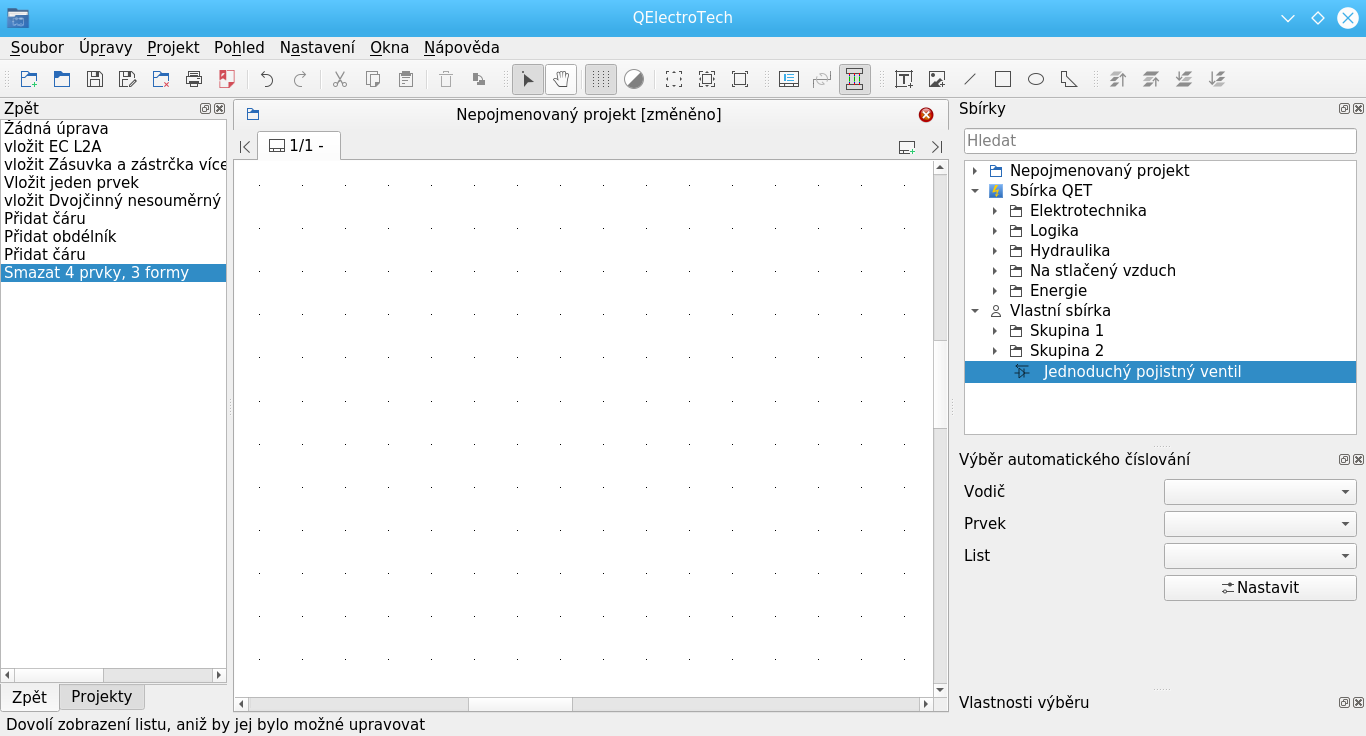 QElectroTech
Soubor Úpravy Projekt Pohled Nastavení Okna Nápověda
Zpět
Žádná úprava
vložit EC L2A
vložit Zásuvka a zástrčka více
Vložit jeden prvek
vložit Dvojčinný nesouměrný
Přidat čáru
Přidat obdélník
Přidat čáru
Smazat 4 prvky, 3 formy
Zpět Projekty
Nepojmenovaný projekt [změněno]
1/1 -
Sbírky
Hledat
Nepojmenovaný projekt
Sbírka QET
Elektrotechnika
Logika
Hydraulika
Na stlačený vzduch
Energie
Vlastní sbírka
Skupina 1
Skupina 2
Jednoduchý pojistný ventil
Výběr automatického číslování
Vodič
Prvek
List
Nastavit
Vlastnosti výběru
Dovolí zobrazení listu, aniž by jej bylo možné upravovat